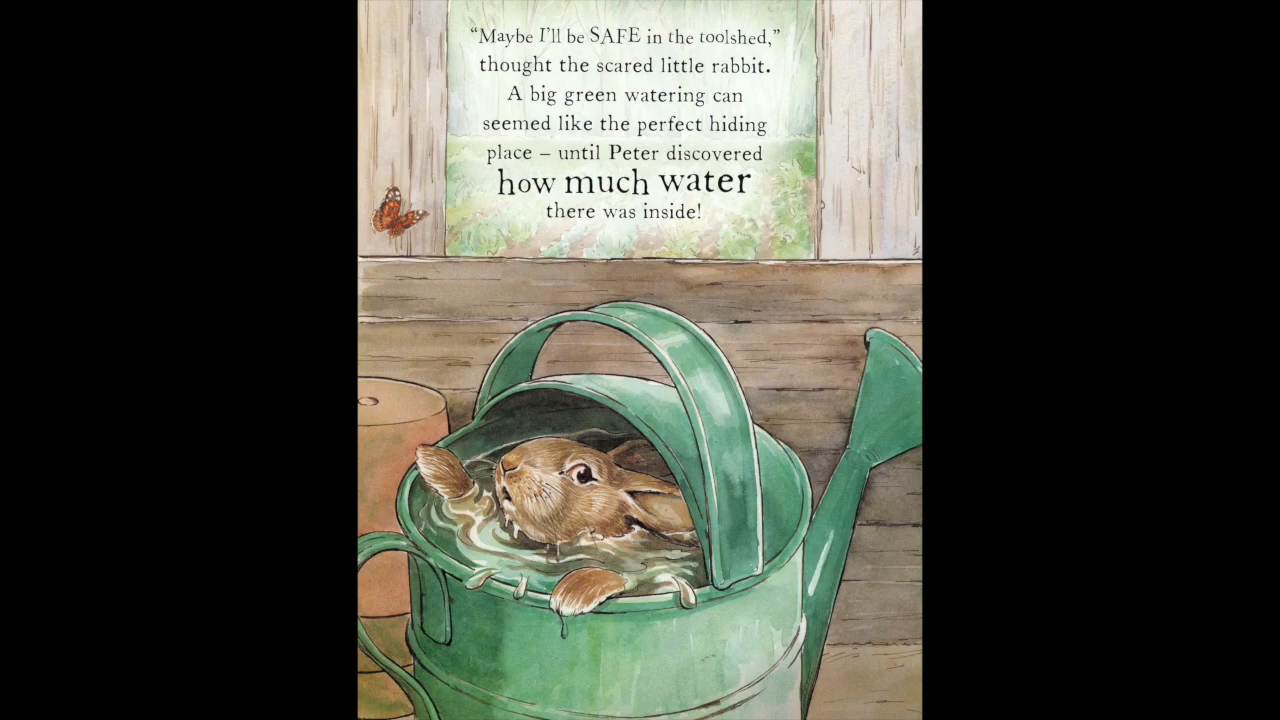 “Maybe I’ll be SAFE in the toolshed,”
thought the scared little rabbit.
A big green watering can
seemed like the perfect hiding
place – until Peter discovered
how much water
there was inside!